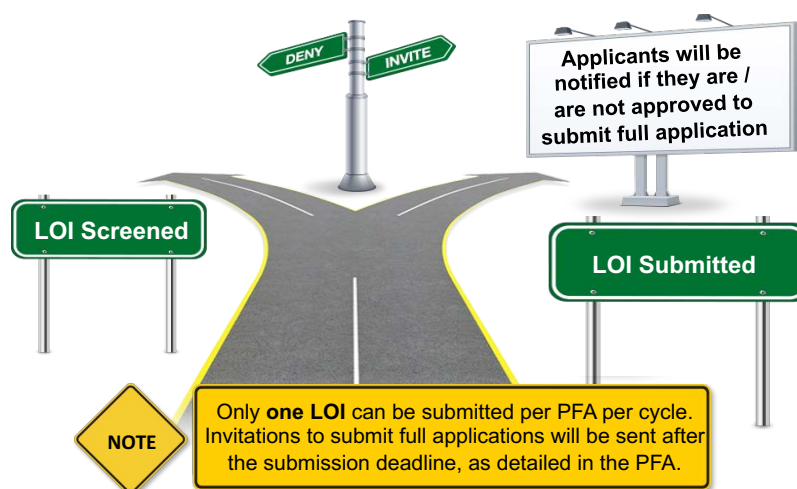 DENY
INVITE
Applicants will be
notified if they are /
are not approved to
submit full application
LOI Screened
LOI Submitted
NOTE
Only one LOI can be submitted per PFA per cycle.
Invitations to submit full applications will be sent after
the submission deadline, as detailed in the PFA.